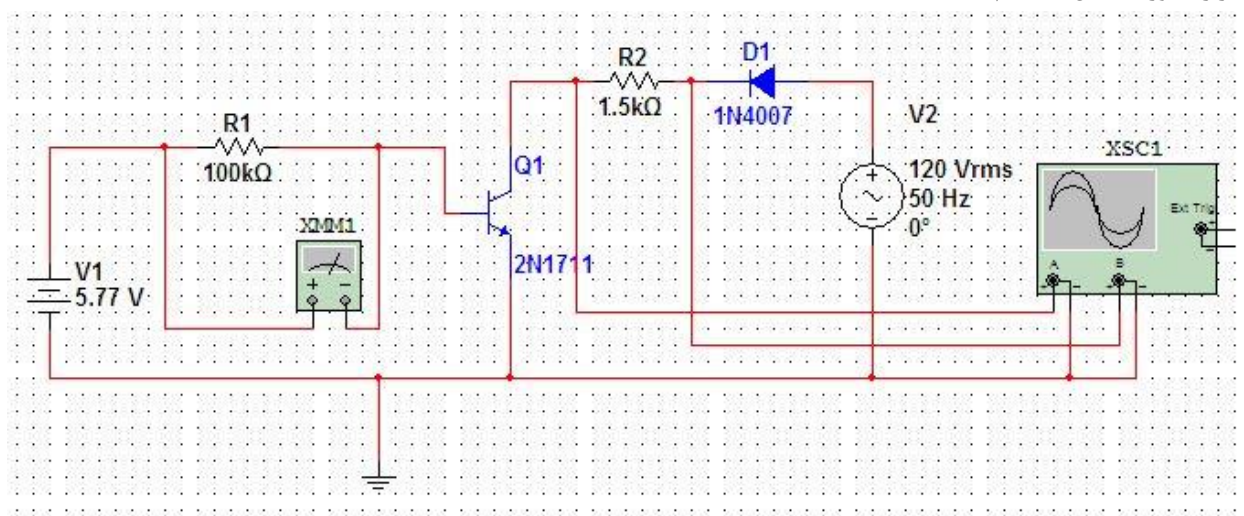 R2
1.5kΩ
D1
1N4007
V2
120 Vrms
50 Hz
0°
XSC1
Ext Trig
A
B
R1
100kΩ
XMM1
Q1
2N1711
V1
5.77 V